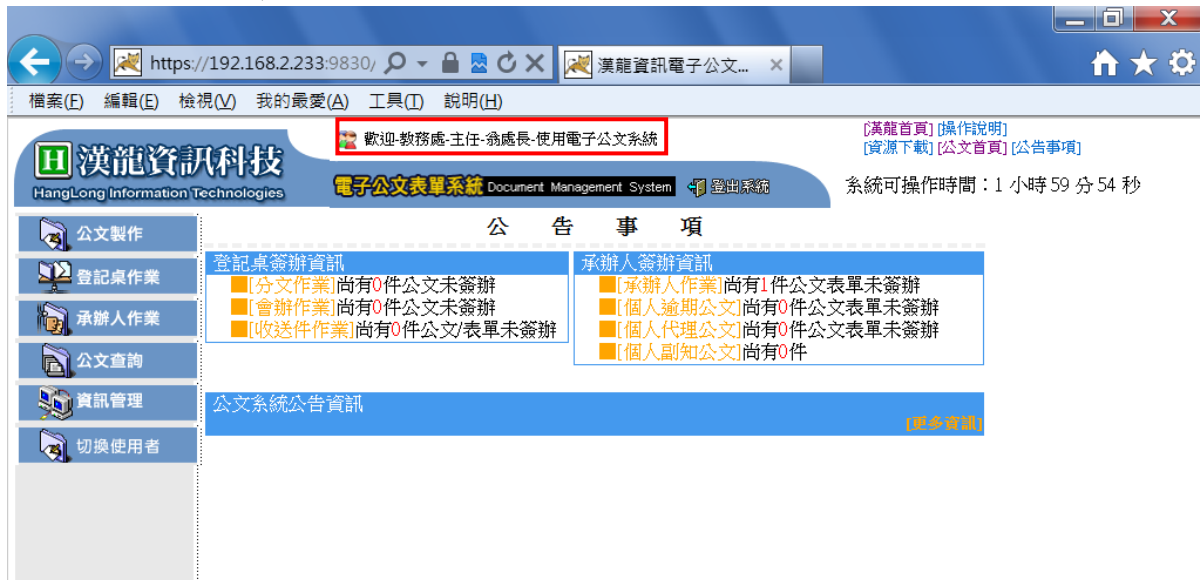 https://192.168.2.233:9830/
漢龍資訊電子公文...
檔案(F) 編輯(E) 檢視(V) 我的最愛(A) 工具(T) 說明(H)
H 漢龍資訊科技
HangLong Information Technologies
歡迎-教務處-主任-翁處長-使用電子公文系統
電子公文表單系統 Document Management System 登出系統
[漢龍首頁] [操作說明]
[資源下載] [公文首頁] [公告事項]
系統可操作時間：1 小時 59 分 54 秒
公文製作
登記桌作業
承辦人作業
公文查詢
資訊管理
切換使用者
公 告 事 項
登記桌簽辦資訊
[分文作業]尚有0件公文未簽辦
[會辦作業]尚有0件公文未簽辦
[收送件作業]尚有0件公文/表單未簽辦
承辦人簽辦資訊
[承辦人作業]尚有1件公文表單未簽辦
[個人逾期公文]尚有0件公文表單未簽辦
[個人代理公文]尚有0件公文表單未簽辦
[個人副知公文]尚有0件
公文系統公告資訊
[更多資訊]